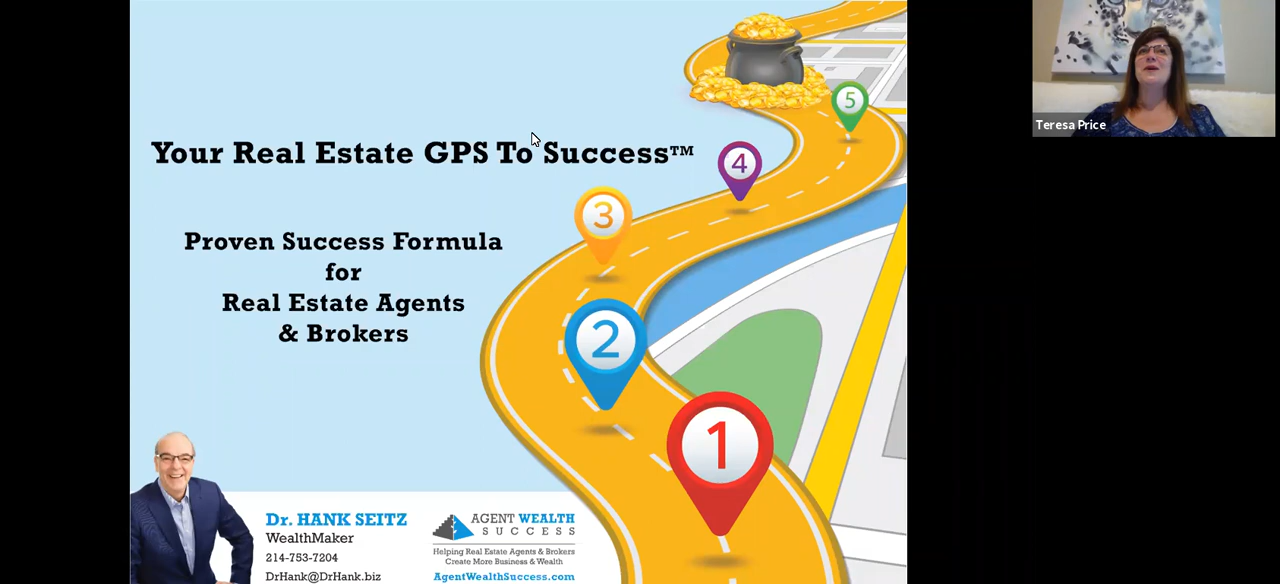 Your Real Estate GPS To Success™
Proven Success Formula
for
Real Estate Agents
& Brokers
5
4
3
2
1
Dr. HANK SEITZ
WealthMaker
214-753-7204
DrHank@DrHank.biz
AGENT WEALTH
SUCCESS
Helping Real Estate Agents & Brokers
Create More Business & Wealth
AgentWealthSuccess.com
Teresa Price